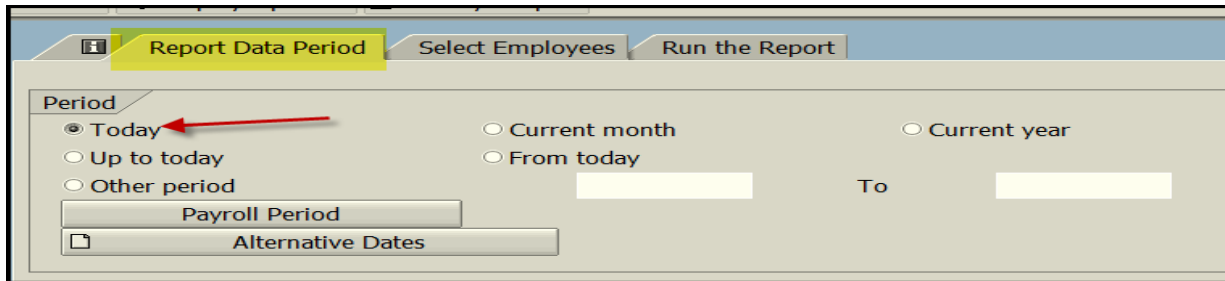 Report Data Period Select Employees Run the Report
Period
Today Current month Current year
Up to today From today
Other period To
Payroll Period
Alternative Dates